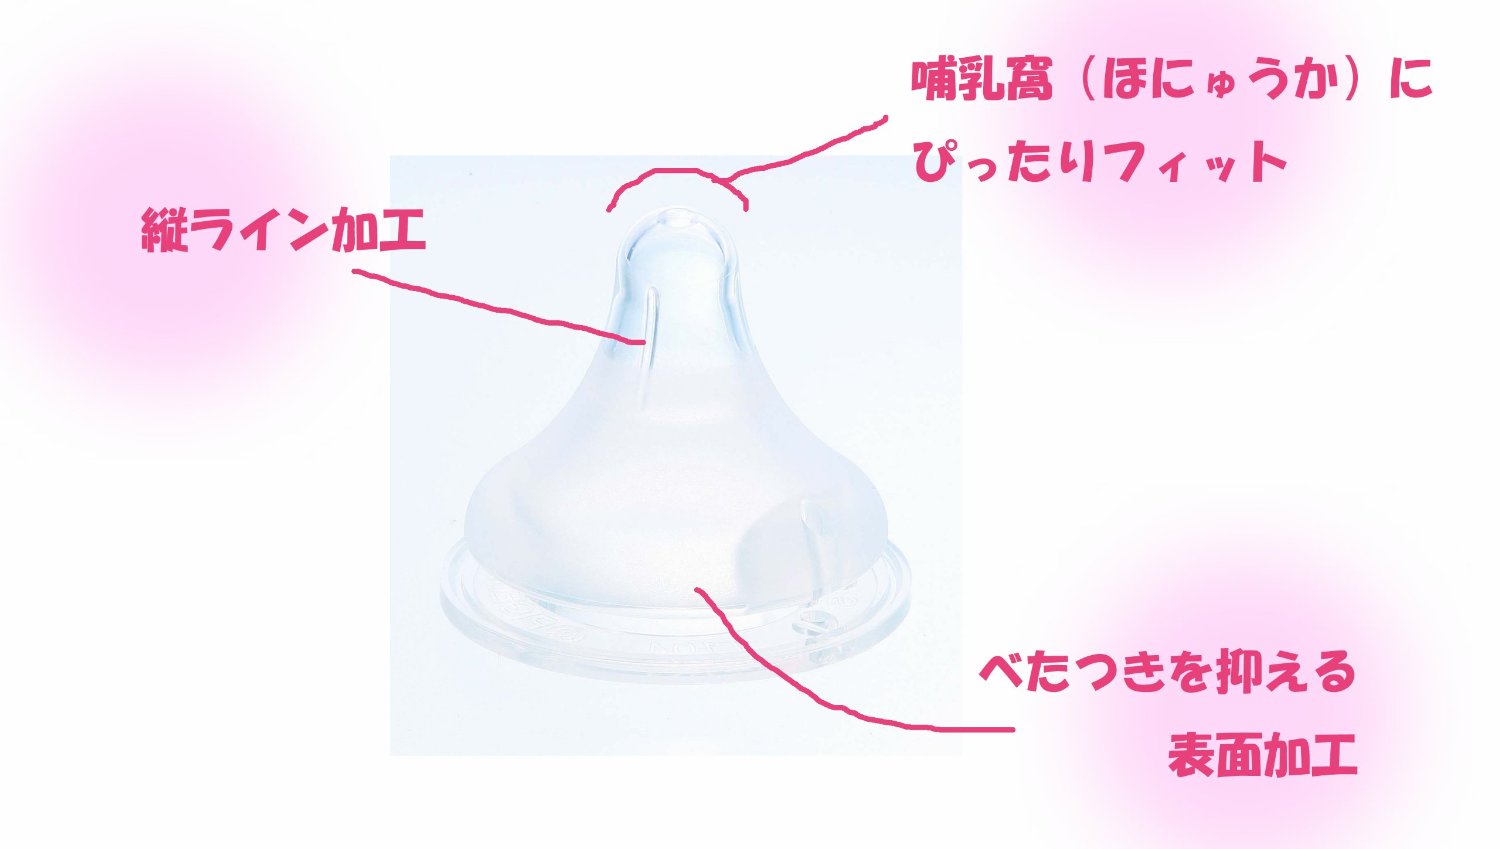 哺乳窩（ほにゅうか）に
ぴったりフィット
縦ライン加工
べたつきを抑える
表面加工